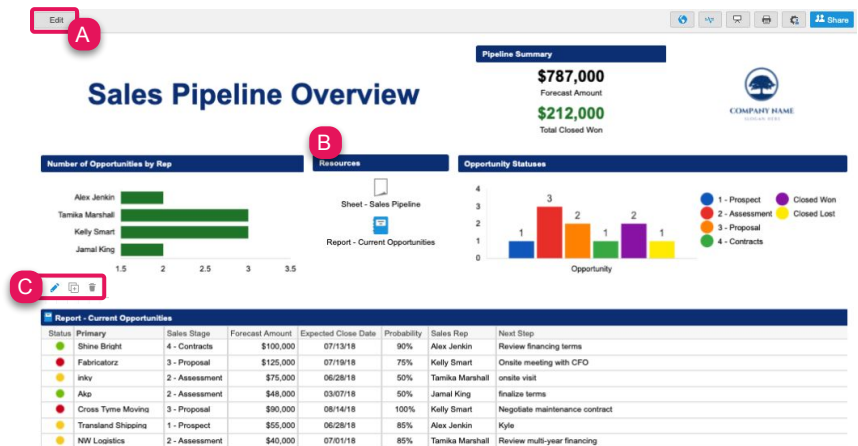 Edit
A
Share
Sales Pipeline Overview
Pipeline Summary
$787,000
Forecast Amount
$212,000
Total Closed Won
COMPANY NAME
SLOGAN HERE
Number of Opportunities by Rep
Alex Jenkin
Tamika Marshall
Kelly Smart
Jamal King
1.5 2 2.5 3 3.5
B
Resources
Sheet - Sales Pipeline
Report - Current Opportunities
Opportunity Statuses
4
3
2
1
0
1 3 2 1 2 1
Opportunity
1 - Prospect Closed Won
2 - Assessment Closed Lost
3 - Proposal
4 - Contracts
C
Report - Current Opportunities
Status Primary Sales Stage Forecast Amount Expected Close Date Probability Sales Rep Next Step
Shine Bright 4 - Contracts $100,000 07/13/18 90% Alex Jenkin Review financing terms
Fabricatorz 3 - Proposal $125,000 07/19/18 75% Kelly Smart Onsite meeting with CFO
inky 2 - Assessment $75,000 06/28/18 50% Tamika Marshall onsite visit
Akp 2 - Assessment $48,000 03/07/18 50% Jamal King finalize terms
Cross Tyme Moving 3 - Proposal $90,000 08/14/18 100% Kelly Smart Negotiate maintenance contract
Transland Shipping 1 - Prospect $55,000 06/28/18 85% Alex Jenkin Kyle
NW Logistics 2 - Assessment $40,000 07/01/18 85% Tamika Marshall Review multi-year financing